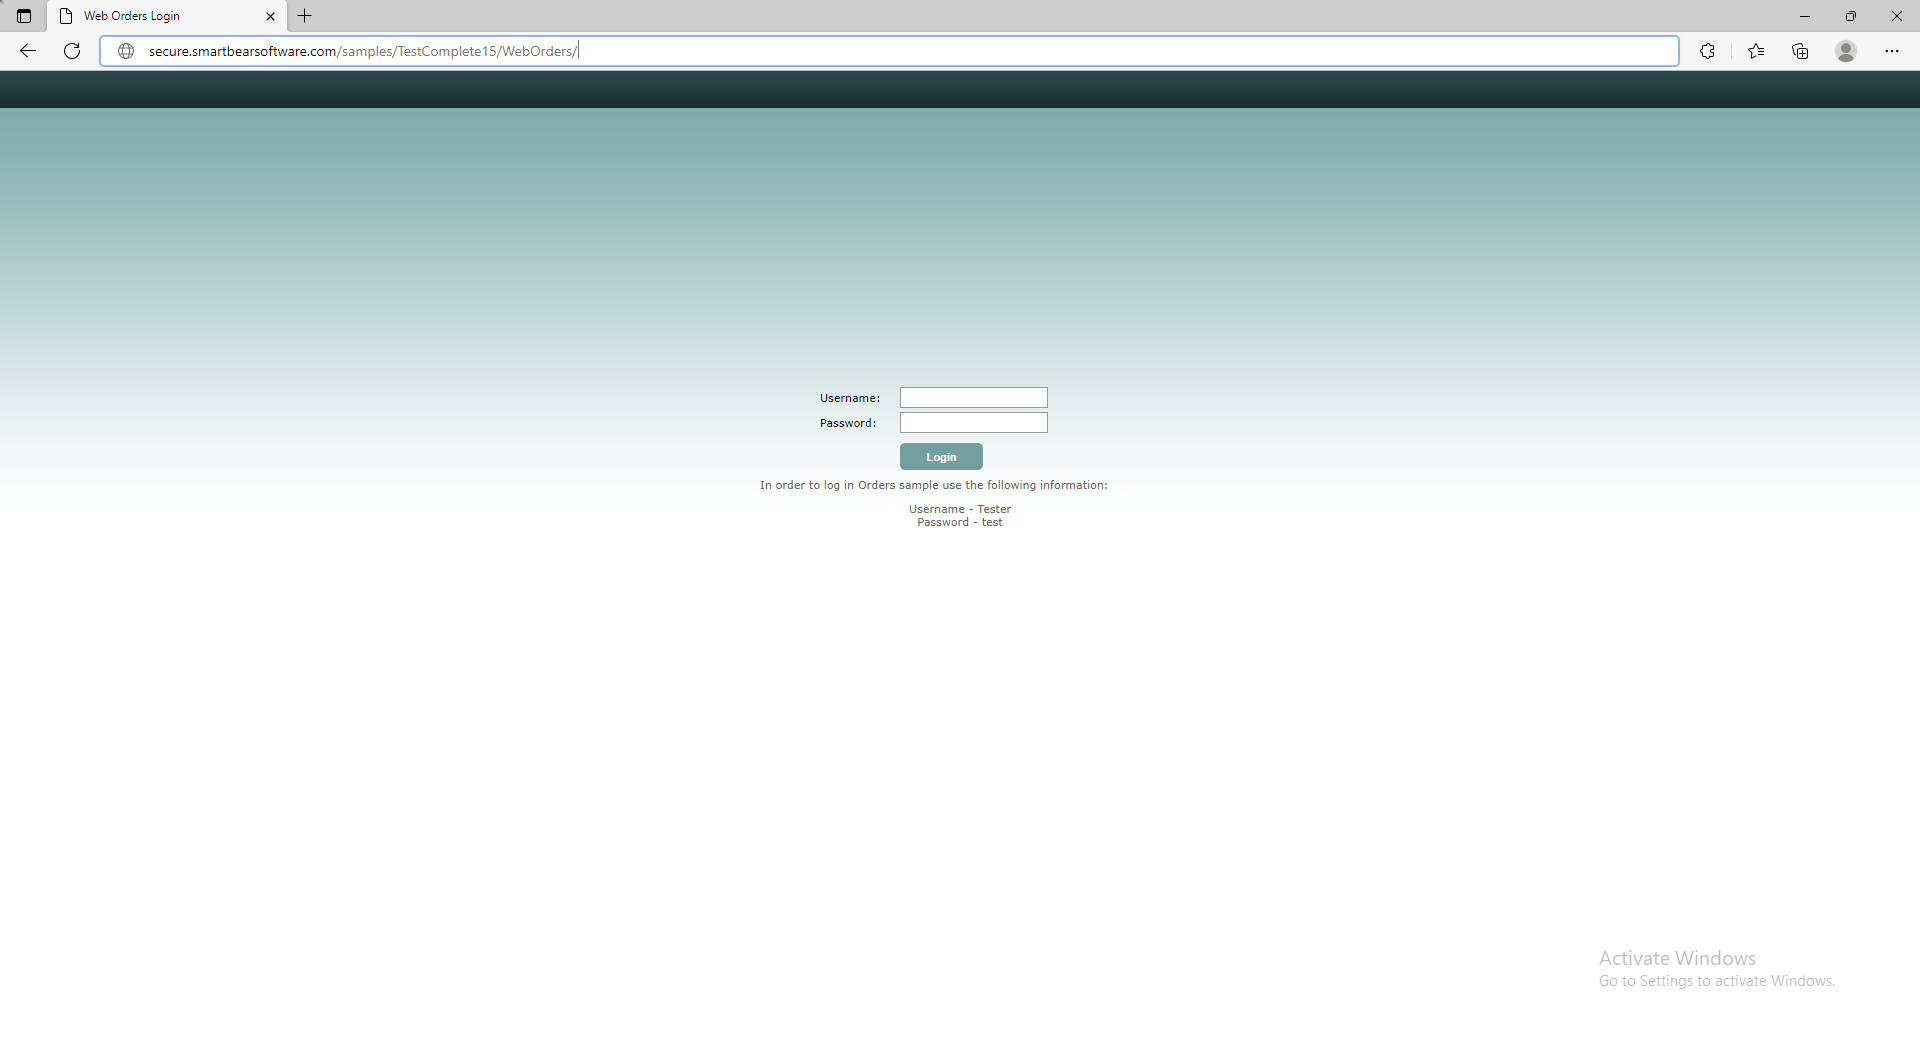 Web Orders Login
secure.smartbearsoftware.com/samples/TestComplete15/WebOrders/
Username:
Password:
Login
In order to log in Orders sample use the following information:
Username - Tester
Password - test
Activate Windows
Go to Settings to activate Windows.